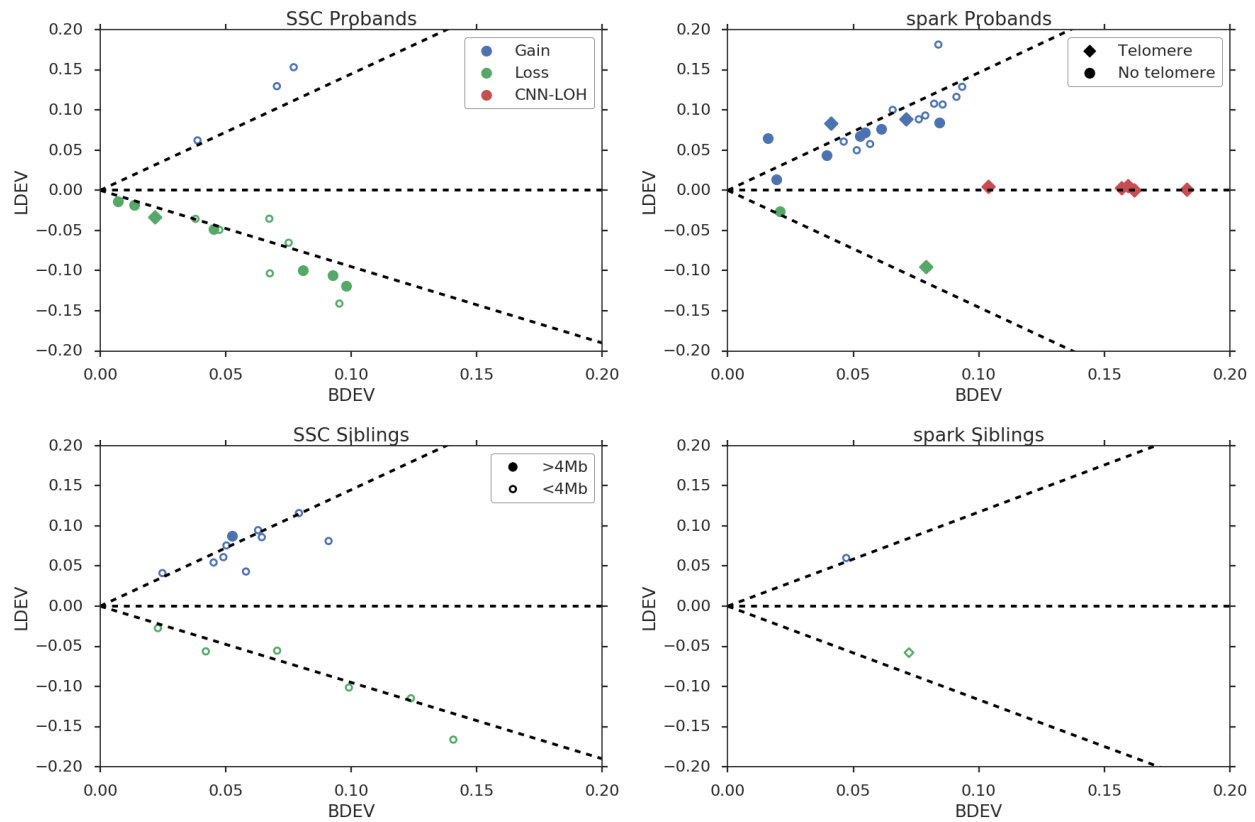 SSC Probands
0.20
0.15
0.10
0.05
0.00
−0.05
−0.10
−0.15
−0.20
LDEV
Gain
Loss
CNN-LOH
0.00 0.05 0.10 0.15 0.20
BDEV
spark Probands
0.20
0.15
0.10
0.05
0.00
−0.05
−0.10
−0.15
−0.20
LDEV
Telomere
No telomere
0.00 0.05 0.10 0.15 0.20
BDEV
SSC Siblings
0.20
0.15
0.10
0.05
0.00
−0.05
−0.10
−0.15
−0.20
LDEV
>4Mb
<4Mb
0.00 0.05 0.10 0.15 0.20
BDEV
spark Siblings
0.20
0.15
0.10
0.05
0.00
−0.05
−0.10
−0.15
−0.20
LDEV
0.00 0.05 0.10 0.15 0.20
BDEV